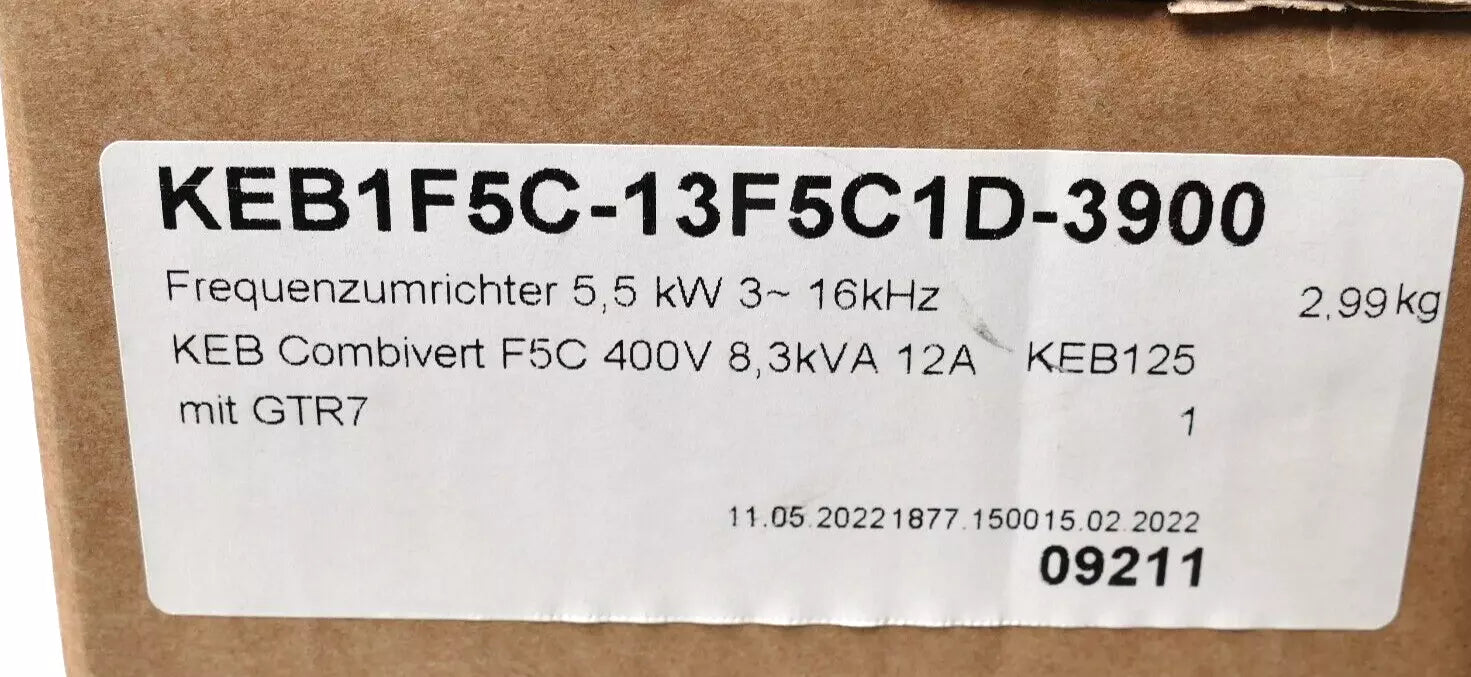 KEB1F5C-13F5C1D-3900
Frequenzumrichter 5,5 kW 3~ 16kHz 2,99kg
KEB Combivert F5C 400V 8,3kVA 12A KEB125
mit GTR7 1
11.05.20221877.150015.02.2022
09211